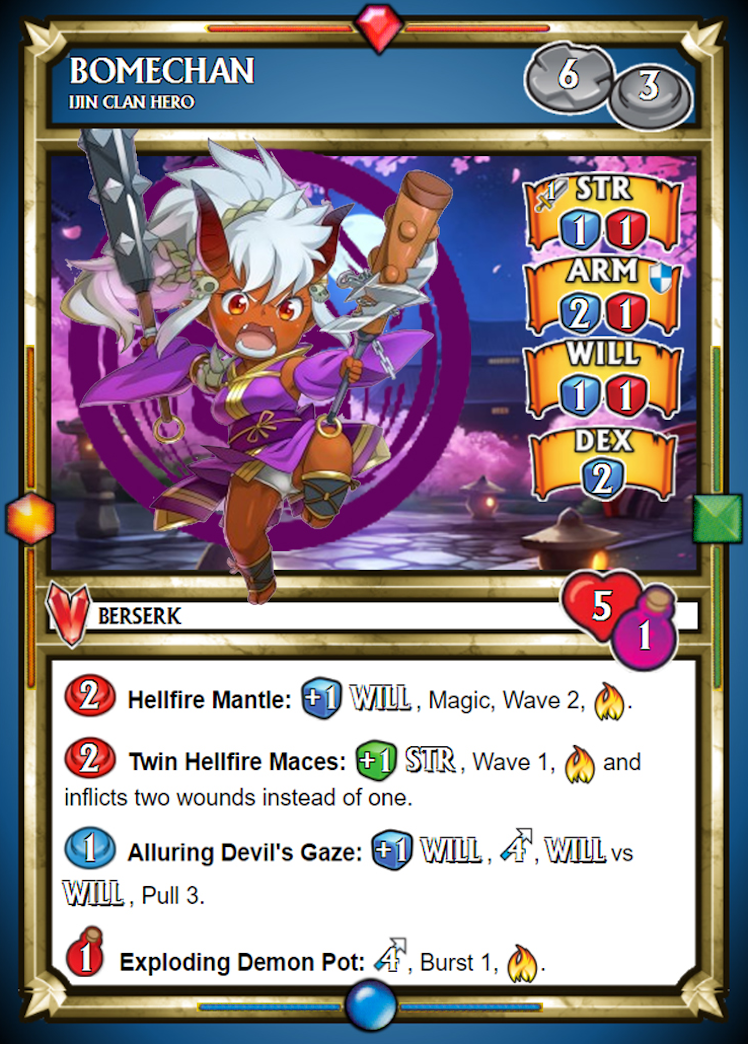 BOMECHAN
IJIN CLAN HERO
6
3
1 STR
1 1
ARM
2 1
WILL
1 1
DEX
2
BERSERK
5
1
2 Hellfire Mantle: +1 WILL, Magic, Wave 2, .
2 Twin Hellfire Maces: +1 STR, Wave 1, and
inflicts two wounds instead of one.
1 Alluring Devil's Gaze: +1 WILL, 4, WILL vs
WILL, Pull 3.
1 Exploding Demon Pot: 4, Burst 1, .